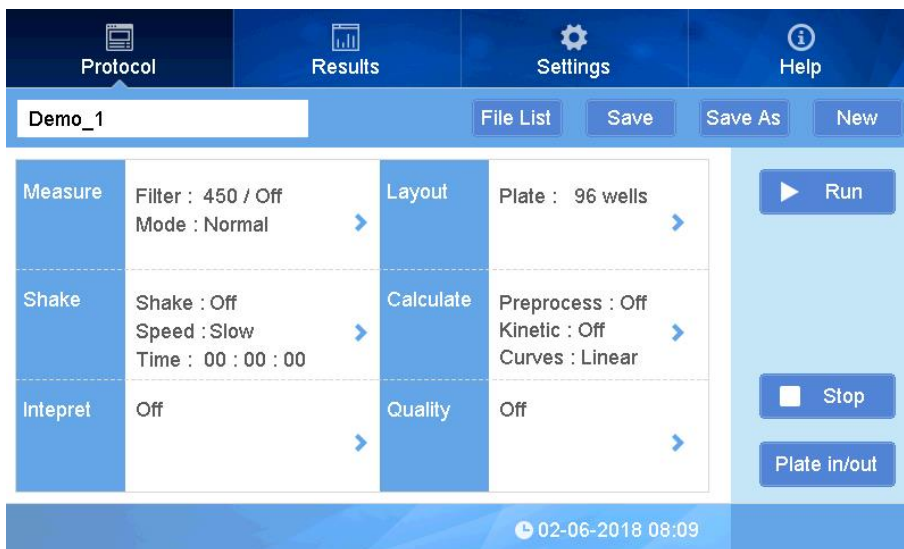 Protocol
Results
Settings
Help
Demo_1
File List
Save
Save As
New
Measure
Filter : 450 / Off
Mode : Normal
Layout
Plate : 96 wells
Run
Shake
Shake : Off
Speed : Slow
Time : 00 : 00 : 00
Calculate
Preprocess : Off
Kinetic : Off
Curves : Linear
Intepret
Off
Quality
Off
Stop
Plate in/out
02-06-2018 08:09